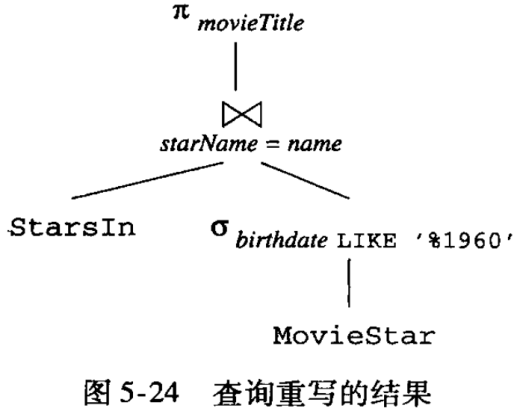 π movieTitle
⋈
starName = name
StarsIn
σ birthdate LIKE '%1960'
MovieStar
图 5-24 查询重写的结果